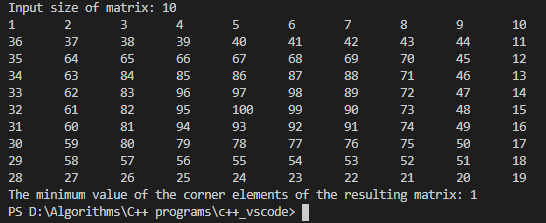 Input size of matrix: 10
1 2 3 4 5 6 7 8 9 10
36 37 38 39 40 41 42 43 44 11
35 64 65 66 67 68 69 70 45 12
34 63 84 85 86 87 88 71 46 13
33 62 83 96 97 98 89 72 47 14
32 61 82 95 100 99 90 73 48 15
31 60 81 94 93 92 91 74 49 16
30 59 80 79 78 77 76 75 50 17
29 58 57 56 55 54 53 52 51 18
28 27 26 25 24 23 22 21 20 19
The minimum value of the corner elements of the resulting matrix: 1
PS D:\Algorithms\C++ programs\c++_vscode>